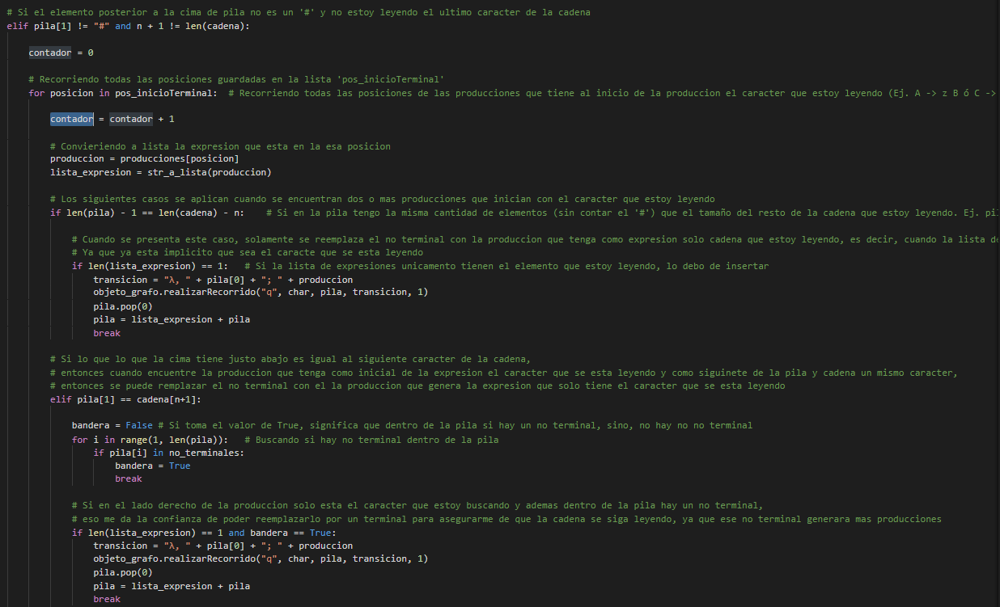 # Si el elemento posterior a la cima de pila no es un '#' y no estoy leyendo el ultimo caracter de la cadena
elif pila[1] != "#" and n + 1 != len(cadena):
contador = 0
# Recorriendo todas las posiciones guardadas en la lista 'pos_inicioTerminal'
for posicion in pos_inicioTerminal:  # Recorriendo todas las posiciones de las producciones que tiene al inicio de la produccion el caracter que estoy leyendo (Ej. A -> z B ó C ->
contador = contador + 1
# Convieriendo a lista la expresion que esta en la esa posicion
produccion = producciones[posicion]
lista_expresion = str_a_lista(produccion)
# Los siguientes casos se aplican cuando se encuentran dos o mas producciones que inician con el caracter que estoy leyendo
if len(pila) - 1 == len(cadena) - n:    # Si en la pila tengo la misma cantidad de elementos (sin contar el '#') que el tamaño del resto de la cadena que estoy leyendo. Ej.
# Cuando se presenta este caso, solamente se reemplaza el no terminal con la produccion que tenga como expresion solo cadena que estoy leyendo, es decir, cuando la lista
# Ya que ya esta implicito que sea el caracte que se esta leyendo
if len(lista_expresion) == 1:   # Si la lista de expresiones unicamento tienen el elemento que estoy leyendo, lo debo de insertar
transicion = "λ, " + pila[0] + "; " + produccion
objeto_grafo.realizarRecorrido("q", char, pila, transicion, 1)
pila.pop(0)
pila = lista_expresion + pila
break
# Si lo que lo que la cima tiene justo abajo es igual al siguiente caracter de la cadena,
# entonces cuando encuentre la produccion que tenga como inicial de la expresion el caracter que se esta leyendo y como siguinete de la pila y cadena un mismo caracter,
# entonces se puede remplazar el no terminal con el la produccion que genera la expresion que solo tiene el caracter que se esta leyendo
elif pila[1] == cadena[n+1]:
bandera = False # Si toma el valor de True, significa que dentro de la pila si hay un no terminal, sino, no hay no no terminal
for i in range(1, len(pila)):   # Buscando si hay no terminal dentro de la pila
if pila[i] in no_terminales:
bandera = True
break
# Si en el lado derecho de la produccion solo esta el caracter que estoy buscando y ademas dentro de la pila hay un no terminal,
# eso me da la confianza de poder reemplazarlo por un terminal para asegurarme de que la cadena se siga leyendo, ya que ese no terminal generara mas producciones
if len(lista_expresion) == 1 and bandera == True:
transicion = "λ, " + pila[0] + "; " + produccion
objeto_grafo.realizarRecorrido("q", char, pila, transicion, 1)
pila.pop(0)
pila = lista_expresion + pila
break